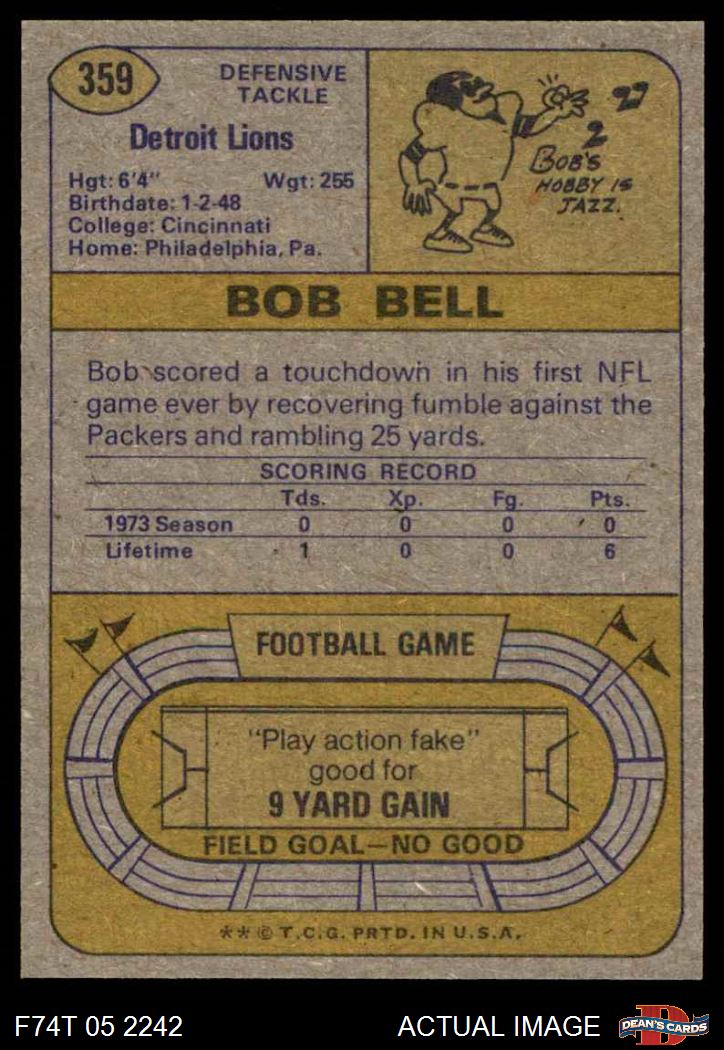 359
DEFENSIVE
TACKLE
Detroit Lions
Hgt: 6'4" Wgt: 255
Birthdate: 1-2-48
College: Cincinnati
Home: Philadelphia, Pa.
BOB'S
HOBBY IS
JAZZ.
BOB BELL
Bob scored a touchdown in his first NFL
game ever by recovering fumble against the
Packers and rambling 25 yards.
SCORING RECORD
Tds. Xp. Fg. Pts.
1973 Season 0 0 0 0
Lifetime 1 0 0 6
FOOTBALL GAME
"Play action fake"
good for
9 YARD GAIN
FIELD GOAL—NO GOOD
** © T.C.G. PRTD. IN U.S.A.
F74T 05 2242 ACTUAL IMAGE
DEAN'S CARDS